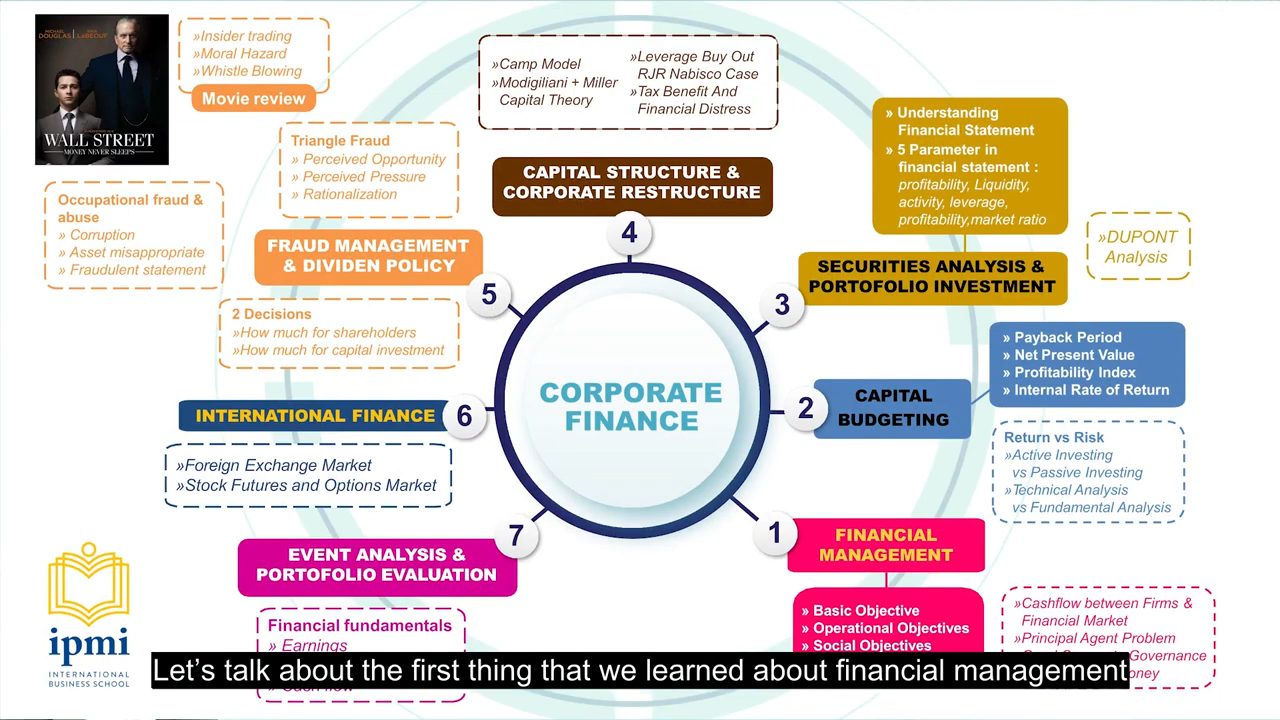 MICHAEL DOUGLAS | SHIA LABEOUF
WALL STREET
MONEY NEVER SLEEPS
»Insider trading
»Moral Hazard
»Whistle Blowing
Movie review
»Camp Model
»Modigiliani + Miller
Capital Theory
»Leverage Buy Out
RJR Nabisco Case
»Tax Benefit And
Financial Distress
Triangle Fraud
» Perceived Opportunity
» Perceived Pressure
» Rationalization
Occupational fraud &
abuse
» Corruption
» Asset misappropriate
» Fraudulent statement
CAPITAL STRUCTURE &
CORPORATE RESTRUCTURE
4
» Understanding
Financial Statement
» 5 Parameter in
financial statement :
profitability, Liquidity,
activity, leverage,
profitability,market ratio
»DUPONT
Analysis
FRAUD MANAGEMENT
& DIVIDEN POLICY
5
SECURITIES ANALYSIS &
PORTOFOLIO INVESTMENT
3
2 Decisions
»How much for shareholders
»How much for capital investment
» Payback Period
» Net Present Value
» Profitability Index
» Internal Rate of Return
CORPORATE
FINANCE
CAPITAL
BUDGETING
2
INTERNATIONAL FINANCE
6
»Foreign Exchange Market
»Stock Futures and Options Market
Return vs Risk
»Active Investing
vs Passive Investing
»Technical Analysis
vs Fundamental Analysis
7
EVENT ANALYSIS &
PORTOFOLIO EVALUATION
1
FINANCIAL
MANAGEMENT
Financial fundamentals
» Earnings
» Basic Objective
» Operational Objectives
» Social Objectives
»Cashflow between Firms &
Financial Market
»Principal Agent Problem
Governance
ipmi
INTERNATIONAL
BUSINESS SCHOOL
Let's talk about the first thing that we learned about financial management